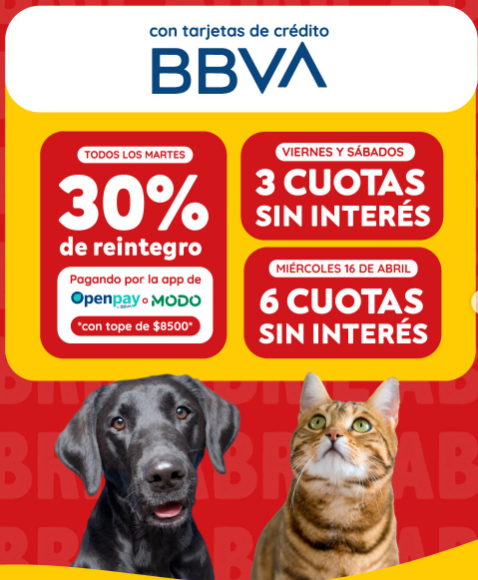 con tarjetas de crédito
BBVA
TODOS LOS MARTES
30%
de reintegro
Pagando por la app de
Openpay o MODO
*con tope de $8500*
VIERNES Y SÁBADOS
3 CUOTAS
SIN INTERÉS
MIÉRCOLES 16 DE ABRIL
6 CUOTAS
SIN INTERÉS